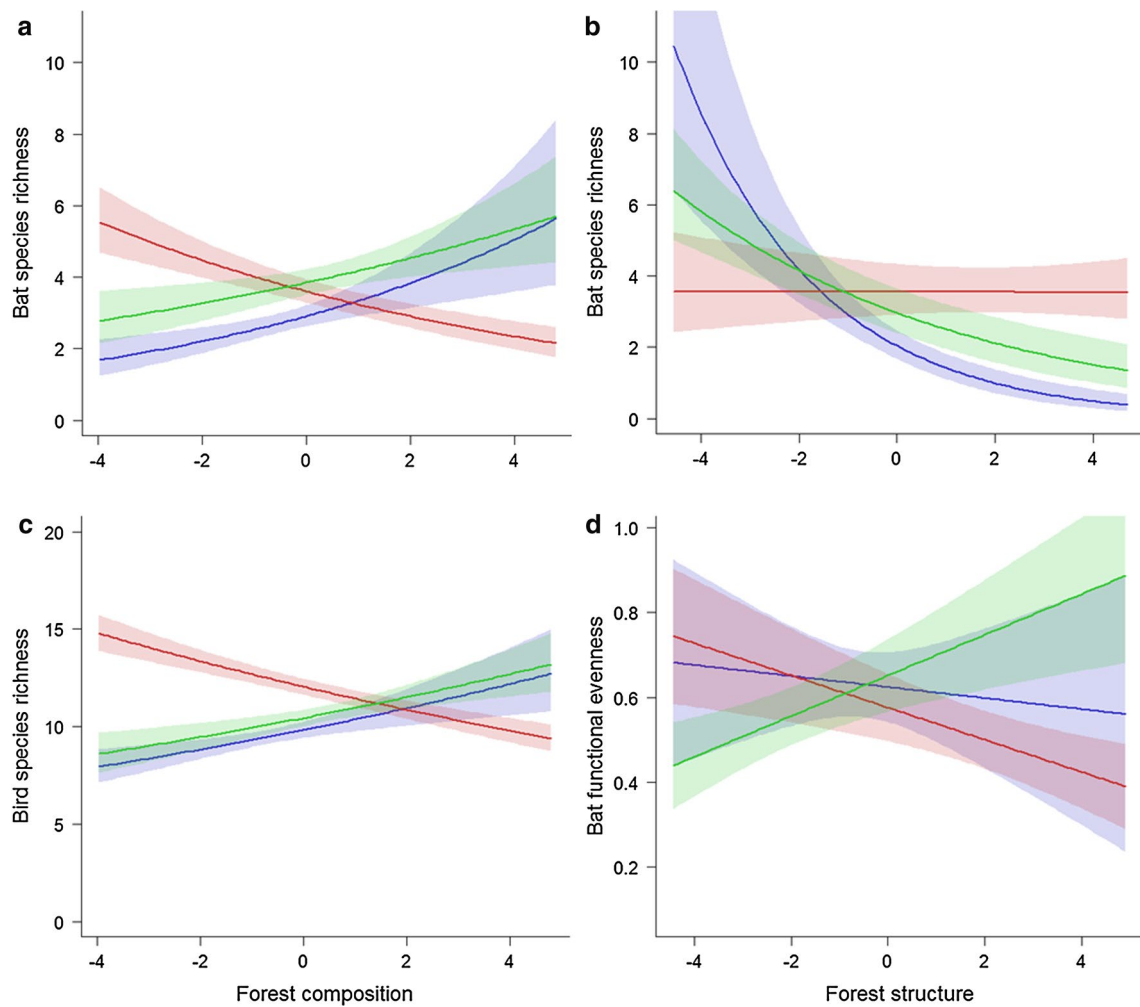 a
10
8
6
4
2
0
Bat species richness
-4 -2 0 2 4
b
10
8
6
4
2
0
Bat species richness
-4 -2 0 2 4
c
20
15
10
5
0
Bird species richness
-4 -2 0 2 4
Forest composition
d
1.0
0.8
0.6
0.4
0.2
Bat functional evenness
-4 -2 0 2 4
Forest structure